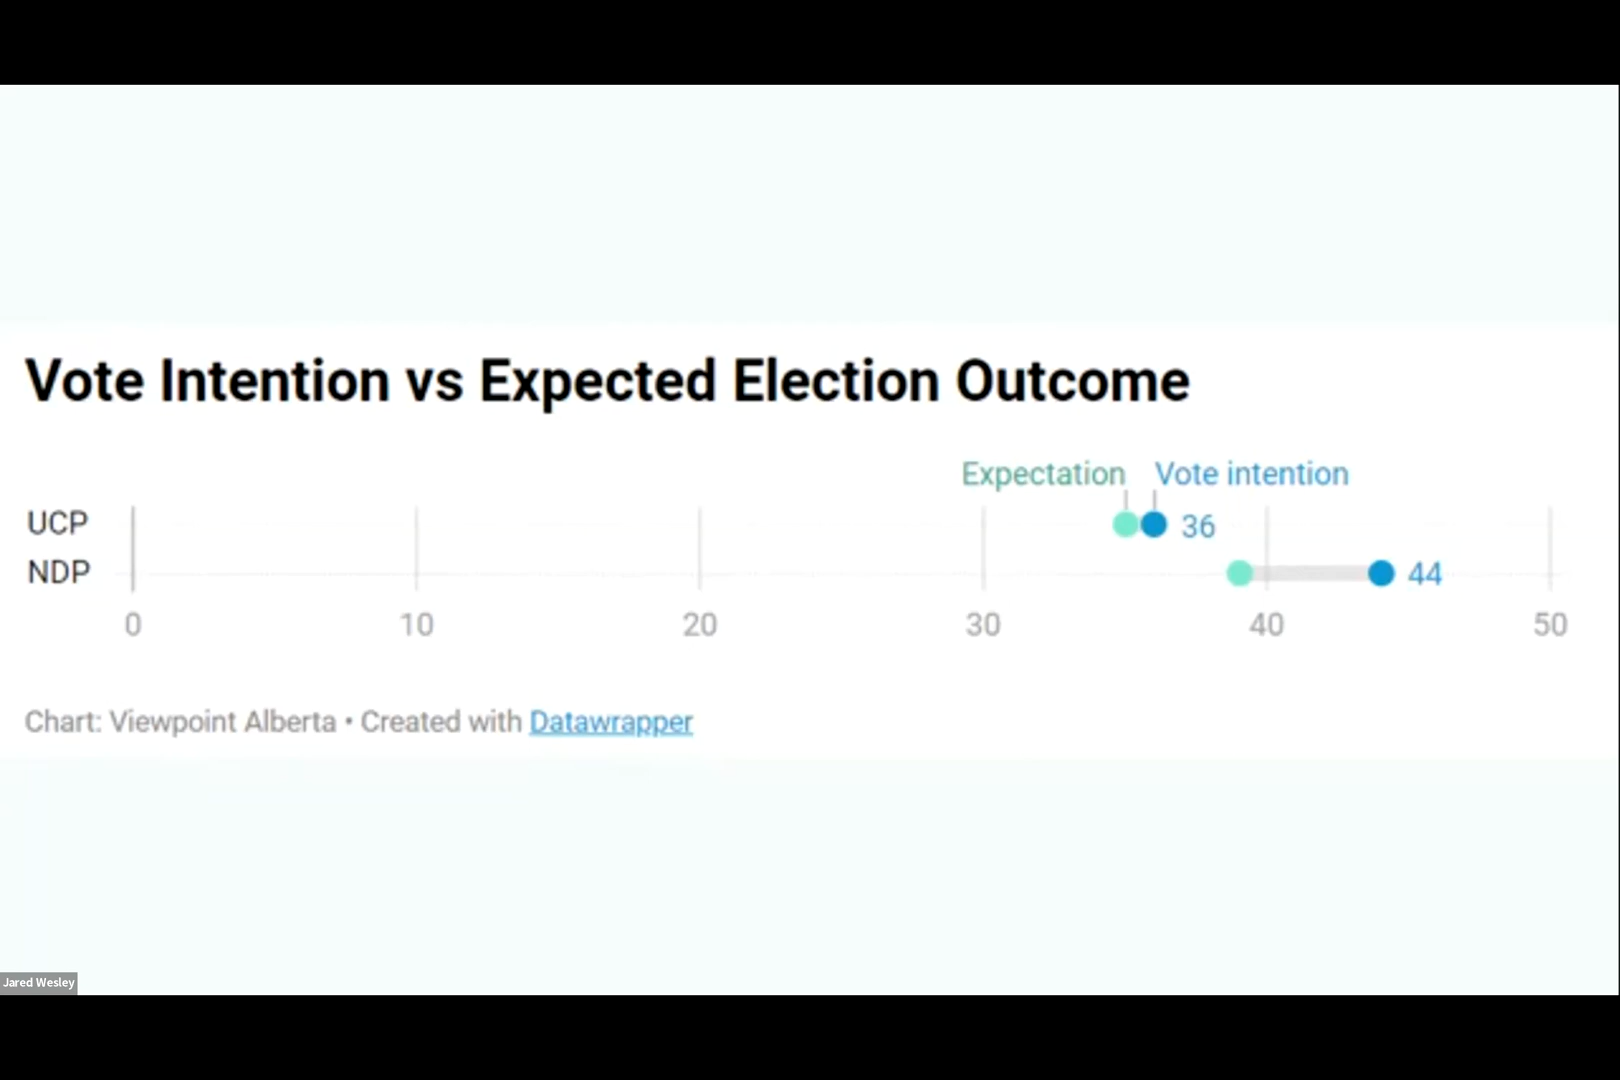 Vote Intention vs Expected Election Outcome
Expectation Vote intention
UCP 36
NDP 44
0 10 20 30 40 50
Chart: Viewpoint Alberta • Created with Datawrapper
Jared Wesley